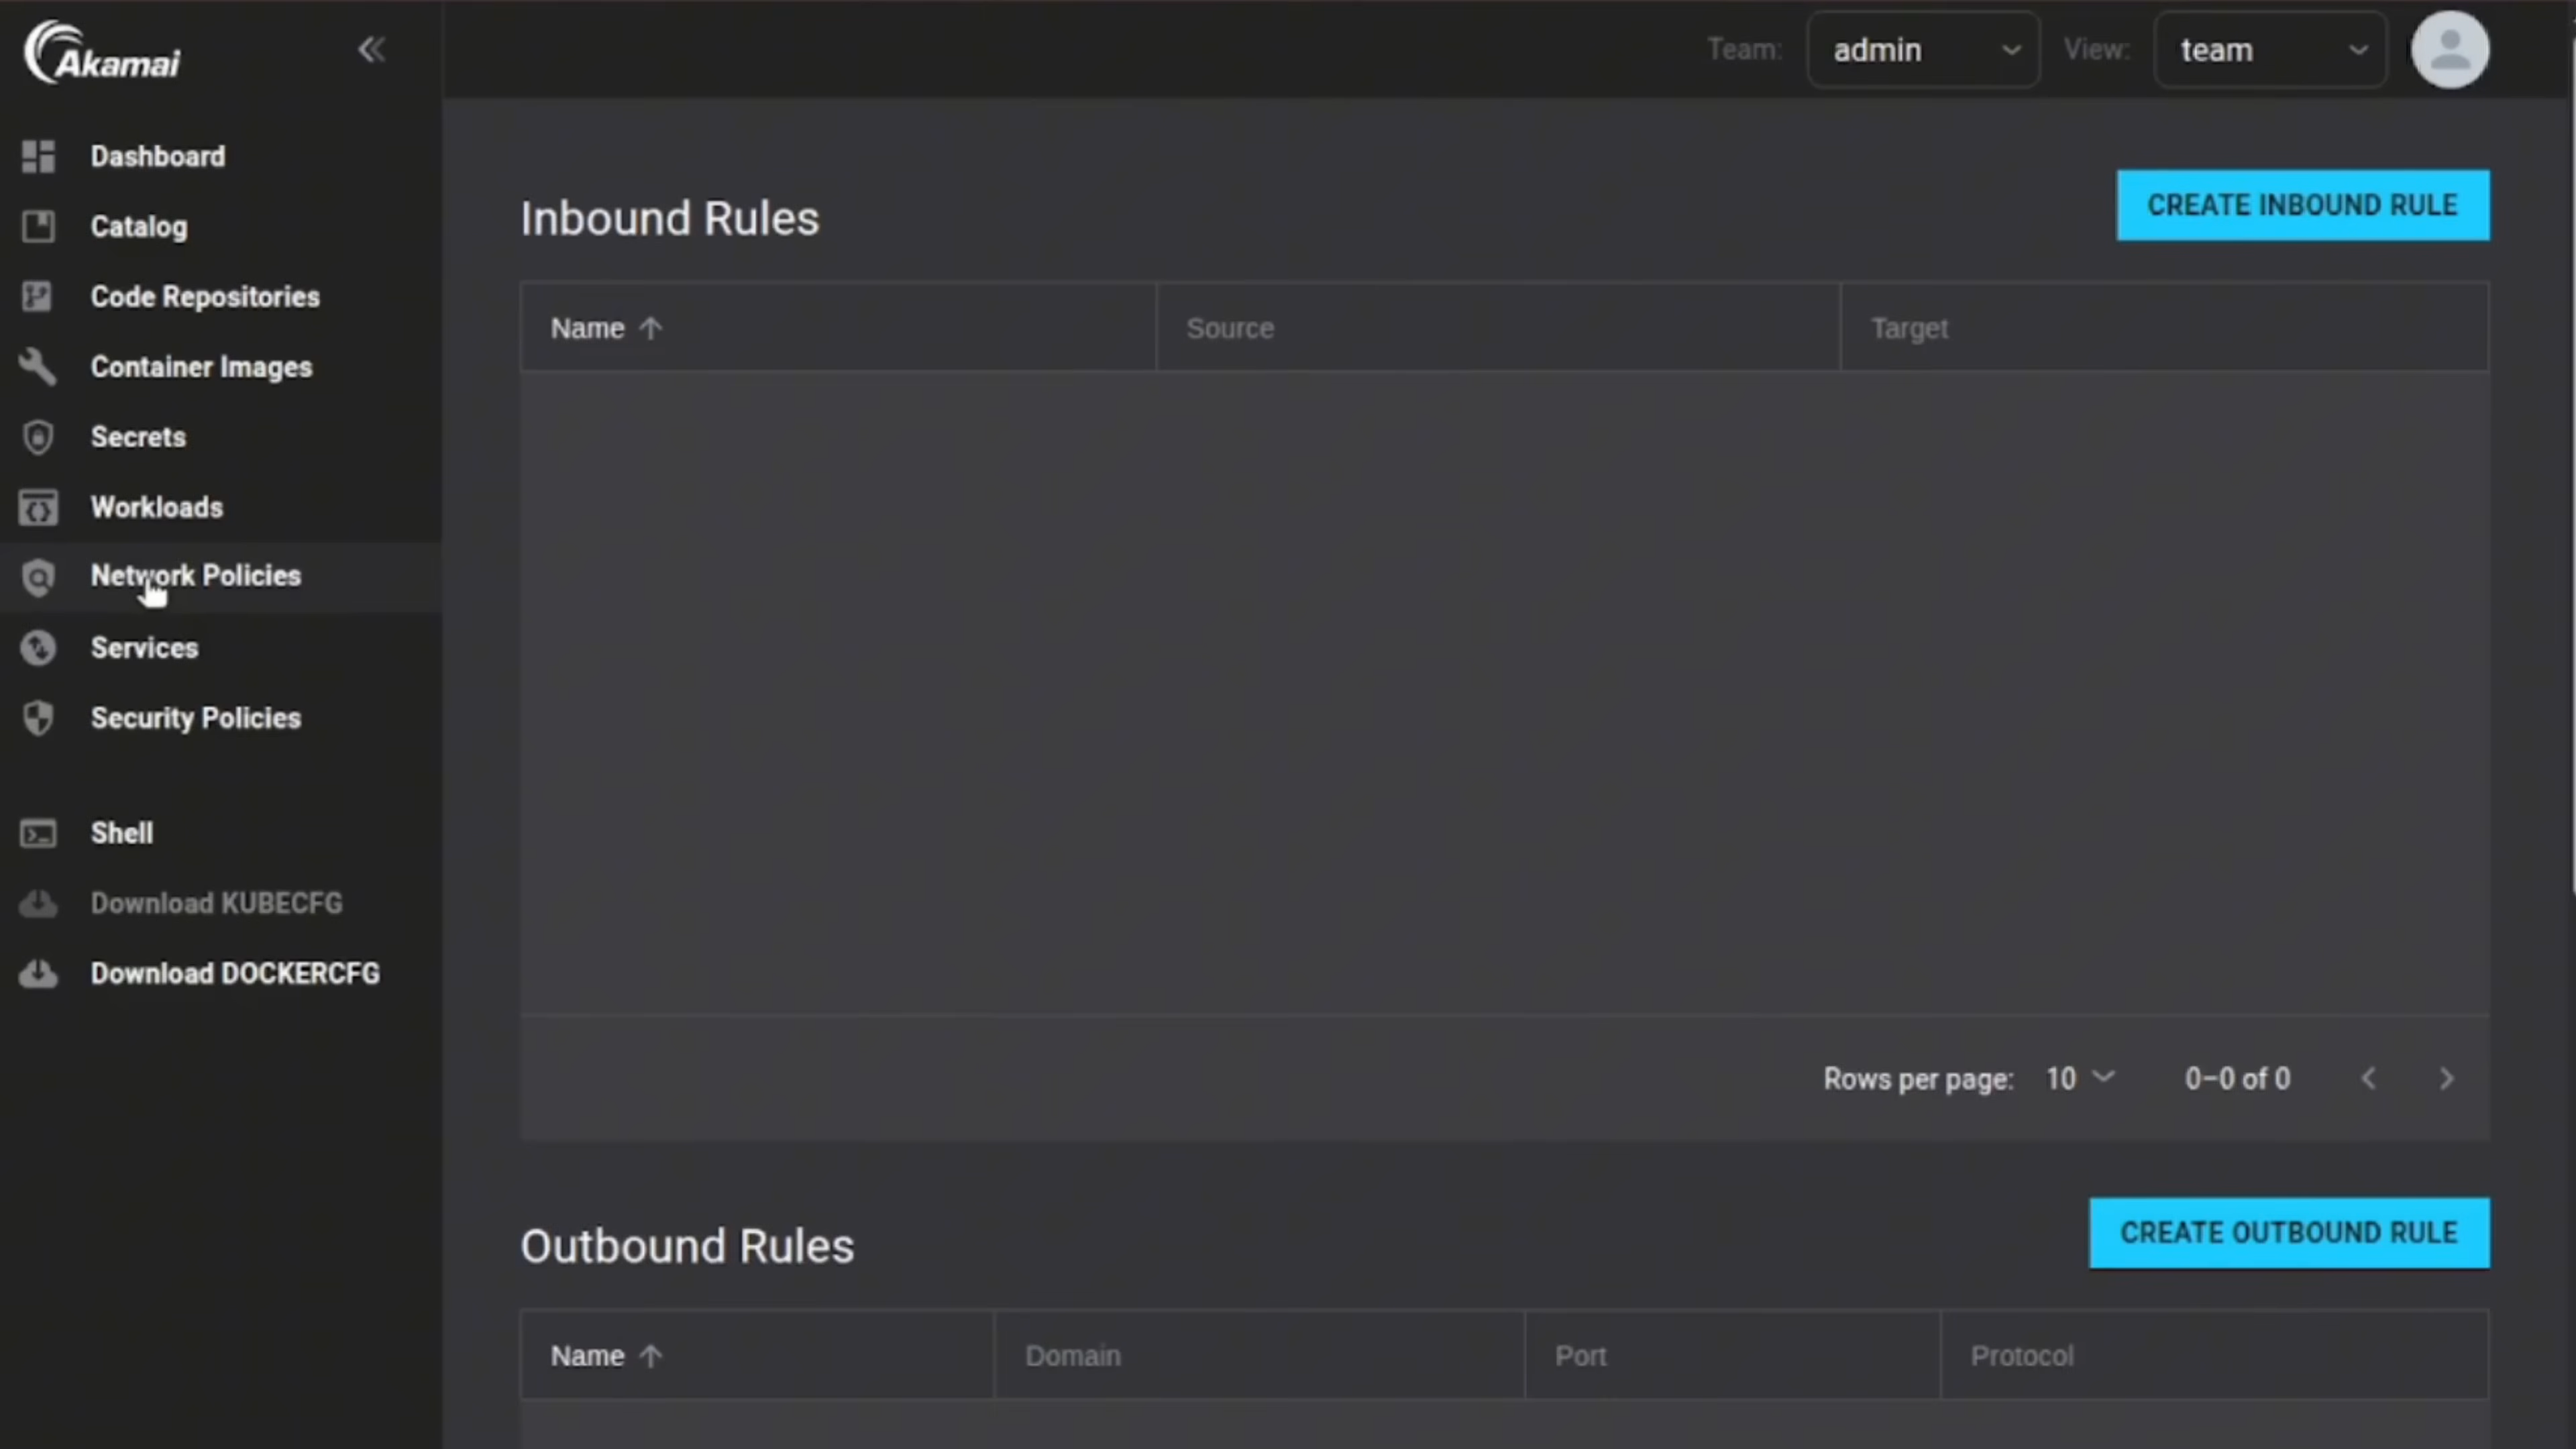 Akamai
Team: admin View: team
Dashboard
Catalog
Code Repositories
Container Images
Secrets
Workloads
Network Policies
Services
Security Policies
Shell
Download KUBECFG
Download DOCKERCFG
Inbound Rules
CREATE INBOUND RULE
Name Source Target
Rows per page: 10 0–0 of 0
Outbound Rules
CREATE OUTBOUND RULE
Name Domain Port Protocol